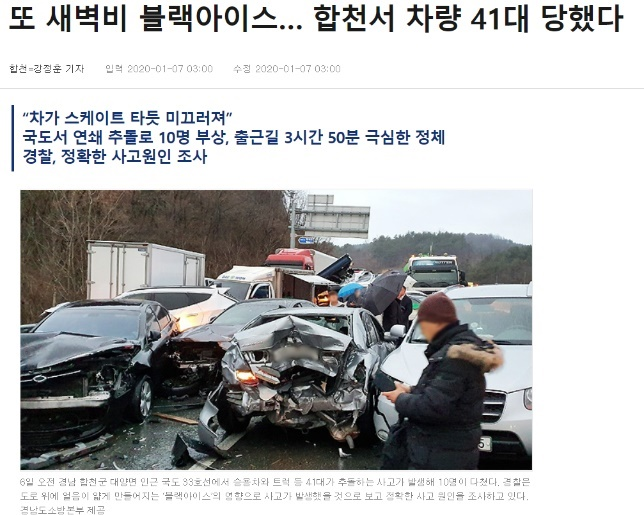 또 새벽비 블랙아이스... 합천서 차량 41대 당했다
합천=강정훈 기자 입력 2020-01-07 03:00 수정 2020-01-07 03:00
“차가 스케이트 타듯 미끄러져”
국도서 연쇄 추돌로 10명 부상, 출근길 3시간 50분 극심한 정체
경찰, 정확한 사고원인 조사
6일 오전 경남 합천군 대양면 인근 국도 33호선에서 승용차와 트럭 등 41대가 추돌하는 사고가 발생해 10명이 다쳤다. 경찰은
도로 위에 얼음이 얇게 만들어지는 ‘블랙아이스’의 영향으로 사고가 발생했을 것으로 보고 정확한 사고 원인을 조사하고 있다.
경남도소방본부 제공